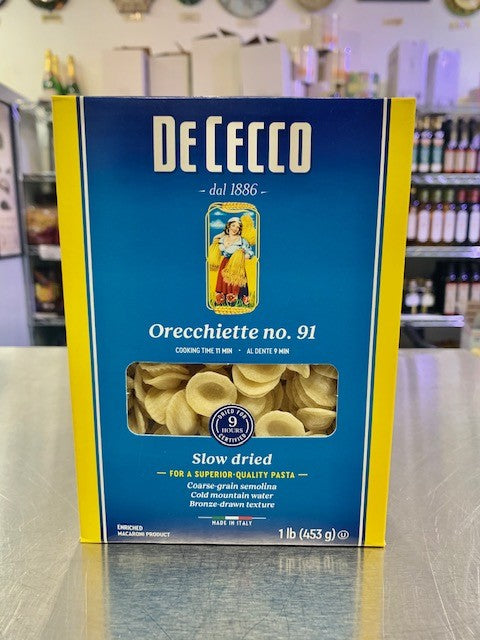 DE CECCO
- dal 1886 -
Orecchiette no. 91
COOKING TIME 11 MIN · AL DENTE 9 MIN
DRIED FOR
9
HOURS
CERTIFIED
Slow dried
— FOR A SUPERIOR-QUALITY PASTA —
Coarse-grain semolina
Cold mountain water
Bronze-drawn texture
MADE IN ITALY
ENRICHED
MACARONI PRODUCT
1 lb (453 g) U